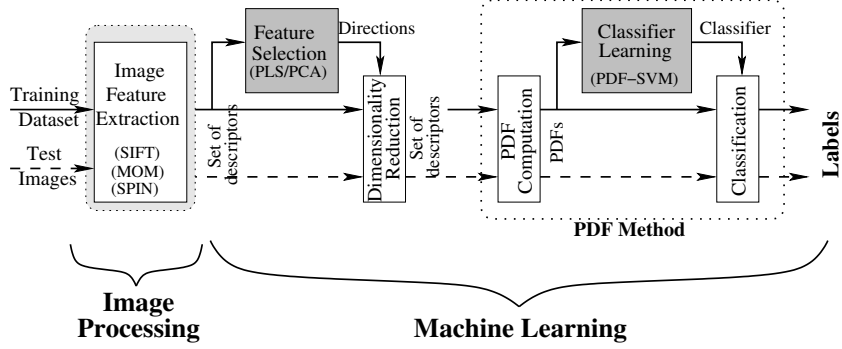 Training
Dataset
Test
Images
Image
Feature
Extraction
(SIFT)
(MOM)
(SPIN)
Set of
descriptors
Feature
Selection
(PLS/PCA)
Directions
Dimensionality
Reduction
Set of
descriptors
PDF
Computation
PDFs
Classifier
Learning
(PDF−SVM)
Classifier
Classification
Labels
PDF Method
Image
Processing
Machine Learning